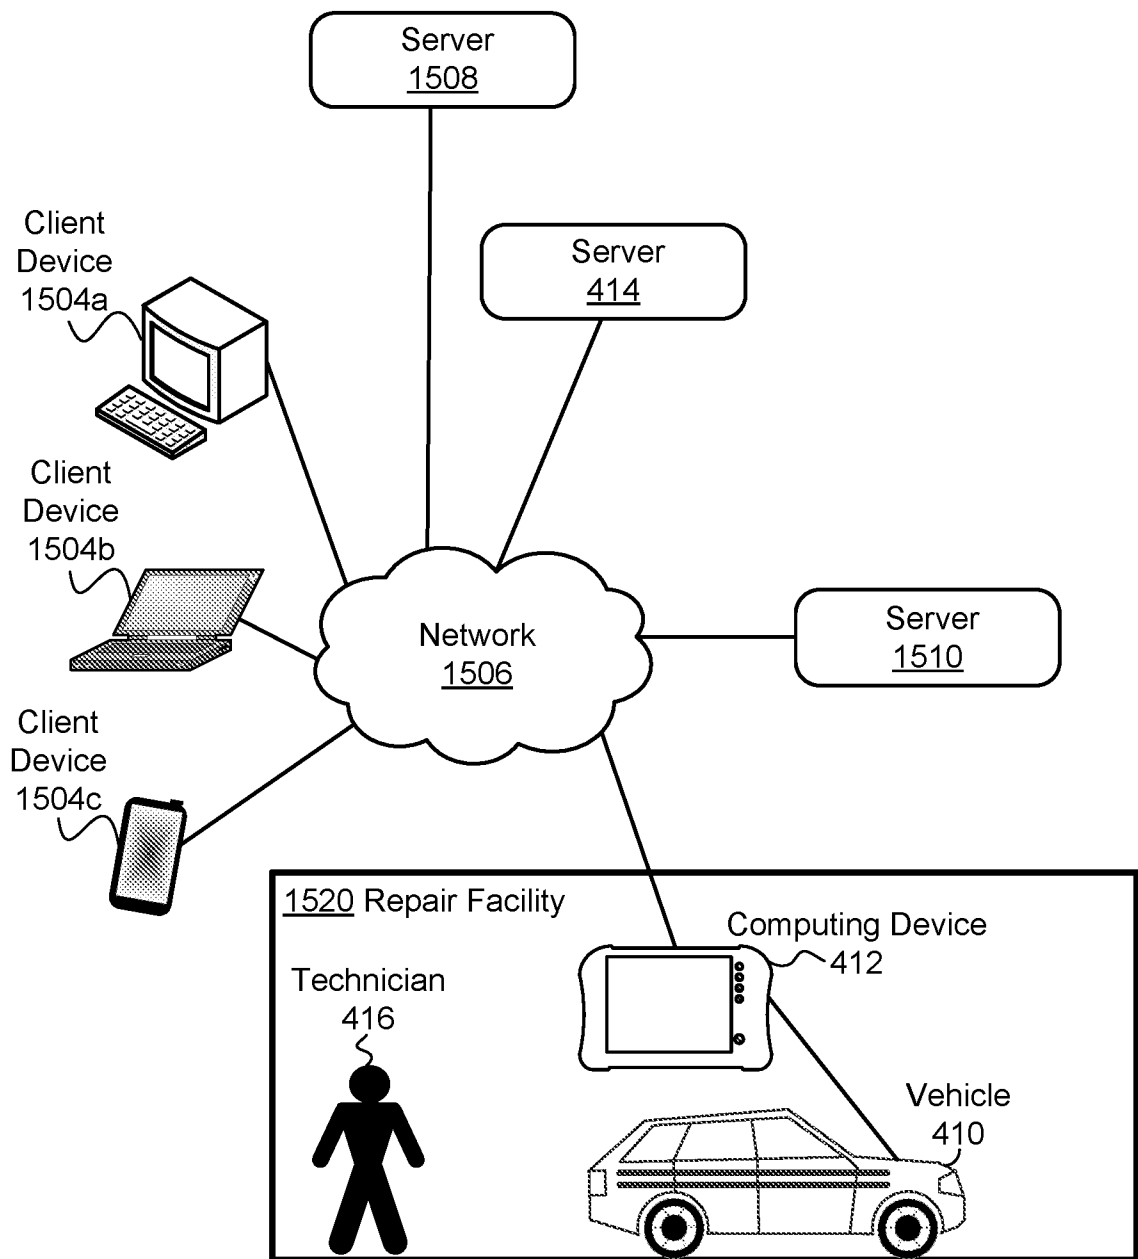 Server
1508
Client
Device
1504a
Server
414
Client
Device
1504b
Network
1506
Server
1510
Client
Device
1504c
1520 Repair Facility
Computing Device
412
Technician
416
Vehicle
410